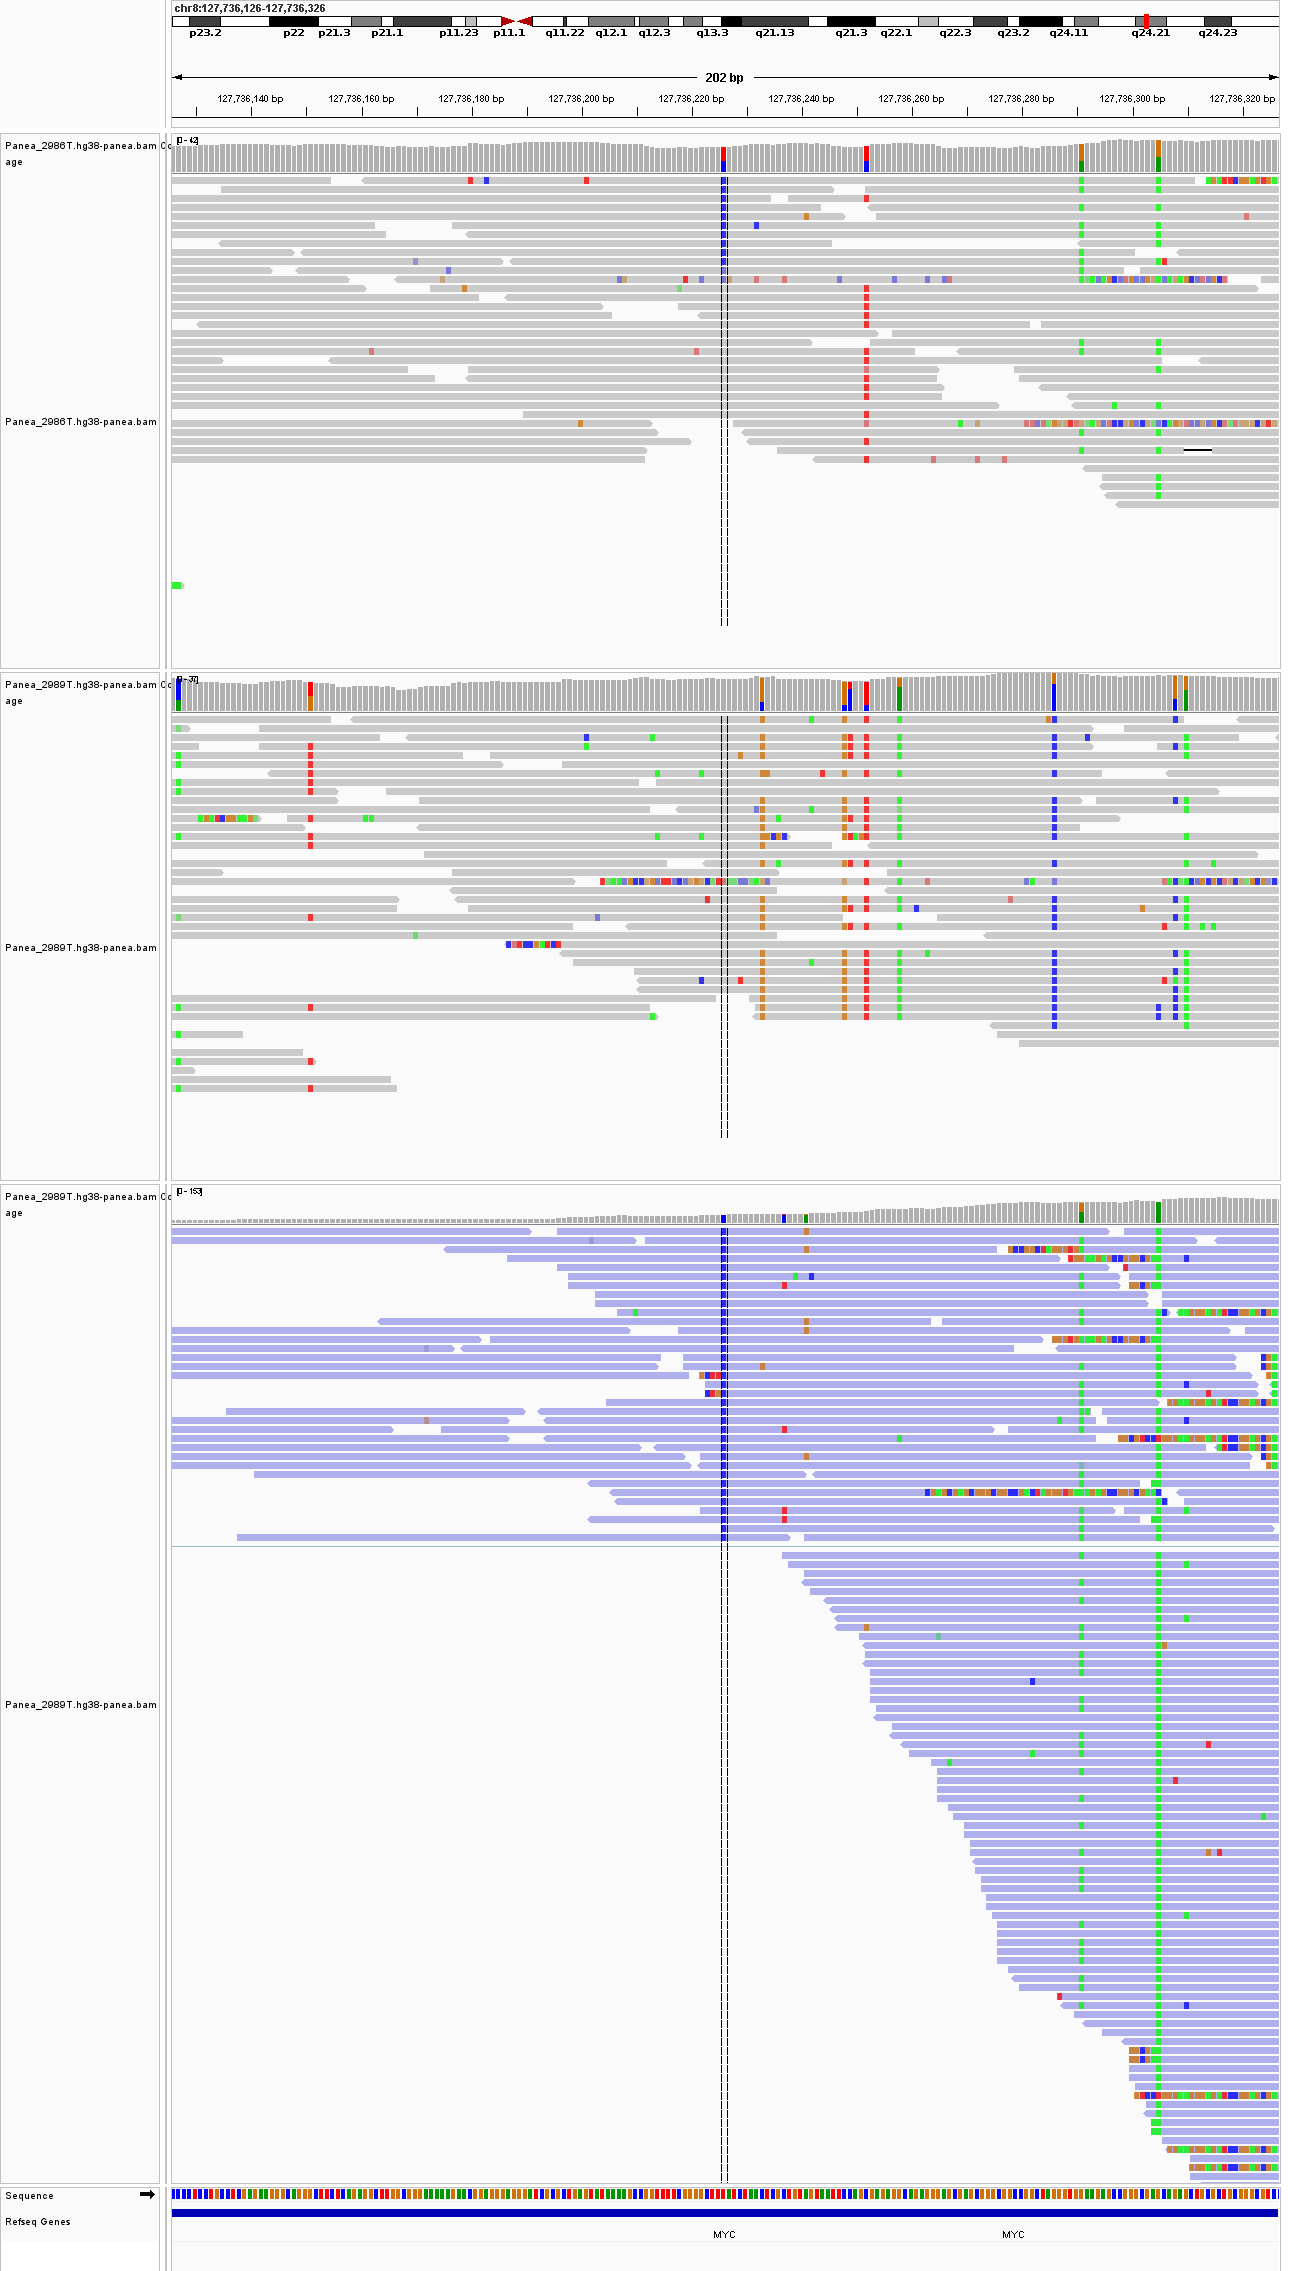 chr8:127,736,126-127,736,326
p23.2 p22 p21.3 p21.1 p11.23 p11.1 q11.22 q12.1 q12.3 q13.3 q21.13 q21.3 q22.1 q22.3 q23.2 q24.11 q24.21 q24.23
202 bp
127,736,140 bp 127,736,160 bp 127,736,180 bp 127,736,200 bp 127,736,220 bp 127,736,240 bp 127,736,260 bp 127,736,280 bp 127,736,300 bp 127,736,320 bp
Panea_2986T.hg38-panea.bam Co
age
[0 - 42]
Panea_2986T.hg38-panea.bam
Panea_2989T.hg38-panea.bam Co
age
[0 - 37]
Panea_2989T.hg38-panea.bam
Panea_2989T.hg38-panea.bam Co
age
[0 - 153]
Panea_2989T.hg38-panea.bam
Sequence
Refseq Genes
MYC MYC